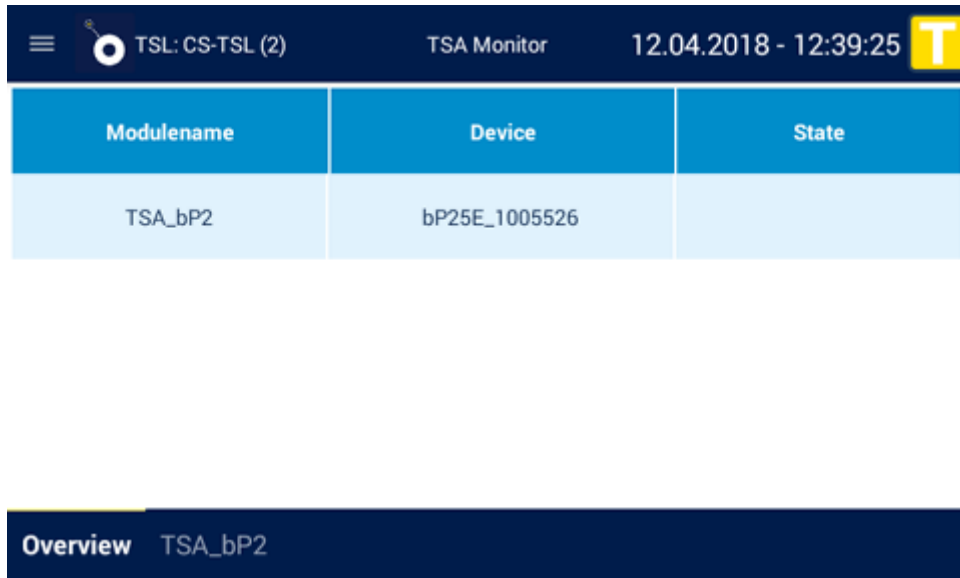 TSL: CS-TSL (2) TSA Monitor 12.04.2018 - 12:39:25 T
Modulename Device State
TSA_bP2 bP25E_1005526
Overview TSA_bP2